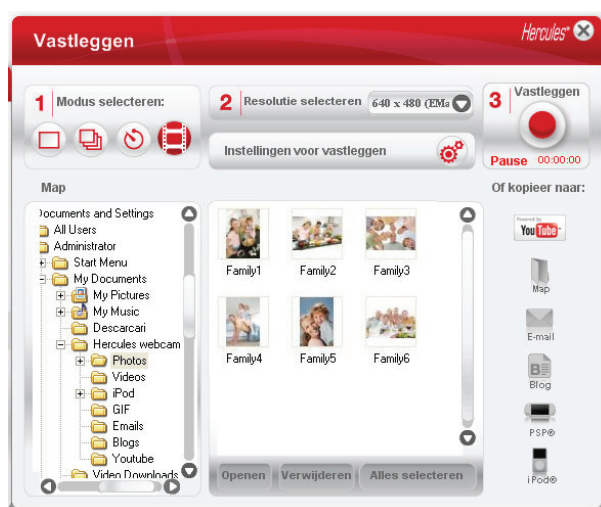 Vastleggen
Hercules®
1 Modus selecteren:
2 Resolutie selecteren 640 x 480 (EMa
Instellingen voor vastleggen
3 Vastleggen
Pause 00:00:00
Map
Documents and Settings
All Users
Administrator
Start Menu
My Documents
My Pictures
My Music
Descarcari
Hercules webcam
Photos
Videos
iPod
GIF
Emails
Blogs
Youtube
Video Downloads
Family1 Family2 Family3
Family4 Family5 Family6
Openen Verwijderen Alles selecteren
Of kopieer naar:
Powered by
YouTube
Map
E-mail
B
Blog
PSP®
iPod®